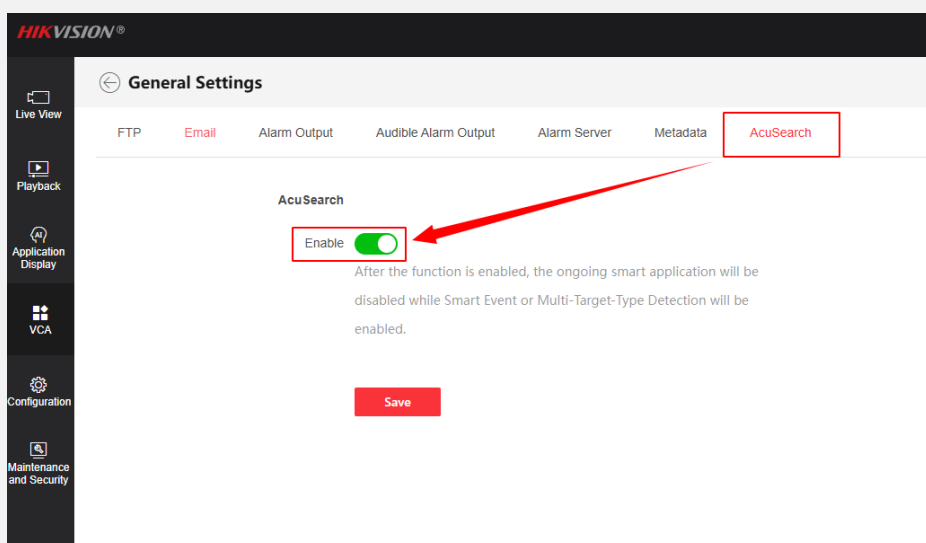 HIKVISION®
General Settings
FTP Email Alarm Output Audible Alarm Output Alarm Server Metadata AcuSearch
Live View
Playback
AI
Application
Display
VCA
Configuration
Maintenance
and Security
AcuSearch
Enable
After the function is enabled, the ongoing smart application will be
disabled while Smart Event or Multi-Target-Type Detection will be
enabled.
Save